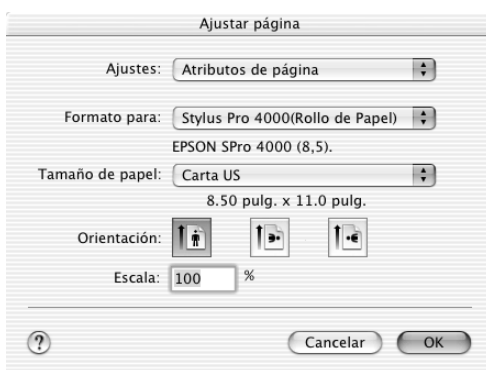 Ajustar página
Ajustes: Atributos de página
Formato para: Stylus Pro 4000(Rollo de Papel)
EPSON SPro 4000 (8,5).
Tamaño de papel: Carta US
8.50 pulg. x 11.0 pulg.
Orientación:
Escala: 100 %
? Cancelar OK